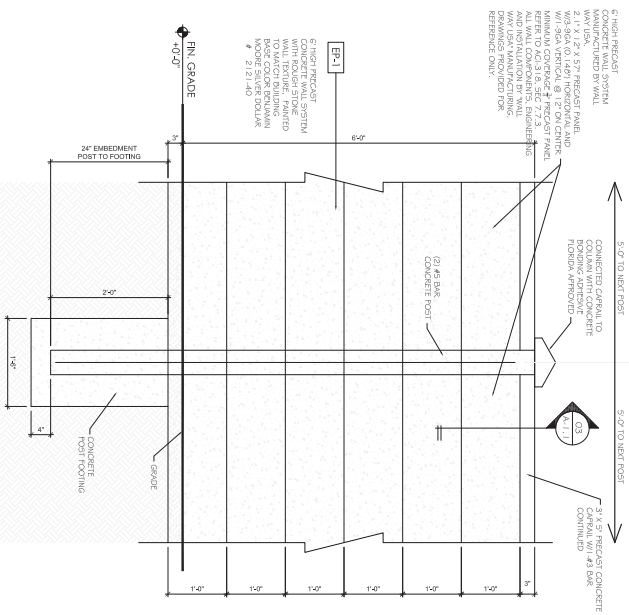 6' HIGH PRECAST
CONCRETE WALL SYSTEM
MANUFACTURED BY WALL
WAY USA.
2. 1" X 12" X 57" PRECAST PANEL
W/3-9GA (0.148ø) HORIZONTAL AND
W/1-9GA VERTICAL @ 12" ON CENTER
PRECAST PANEL
REFER TO ACI-318, SEC 7.7.3.
ALL WALL COMPONENTS, ENGINEERING
AND INSTALLATION BY "WALL
WAY USA" MANUFACTURING.
DRAWINGS PROVIDED FOR
REFERENCE ONLY.
5'-0" TO NEXT POST
5'-0" TO NEXT POST
CONNECTED CAPRAIL TO
COLUMN WITH CONCRETE
BONDING ADHESIVE
FLORIDA APPROVED
03
A-1.1
3" X 5" PRECAST CONCRETE
CAPRAIL W/1-#3 BAR
CONTINUED
EP-1
6' HIGH PRECAST
CONCRETE WALL SYSTEM
WITH ROUGH STONE
WALL TEXTURE. PAINTED
TO MATCH BUILDING
BASE COLOR BENJAMIN
MOORE SILVER DOLLAR
# 2121-40
(2) #5 BAR
CONCRETE POST
6'-0"
3"
3"
1'-0"
1'-0"
1'-0"
1'-0"
1'-0"
1'-0"
FIN. GRADE
+0'-0"
24" EMBEDMENT
POST TO FOOTING
2'-0"
GRADE
CONCRETE
POST FOOTING
4"
1'-6"